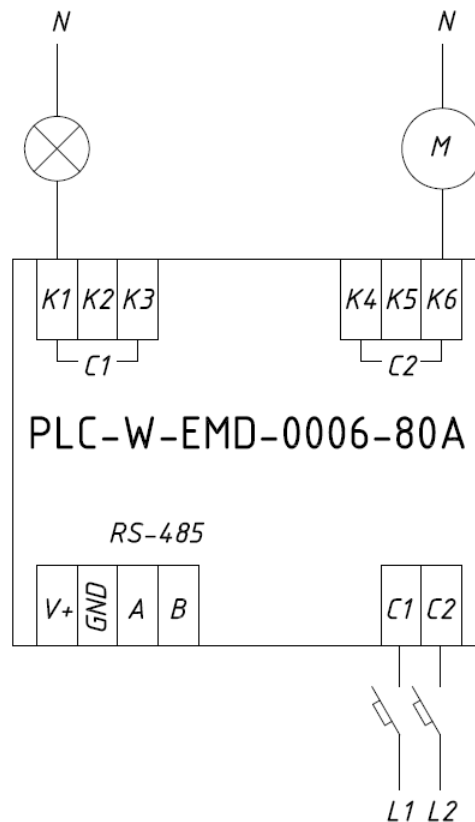 N N
M
K1 K2 K3 K4 K5 K6
C1 C2
PLC-W-EMD-0006-80A
RS-485
V+ GND A B C1 C2
L1 L2